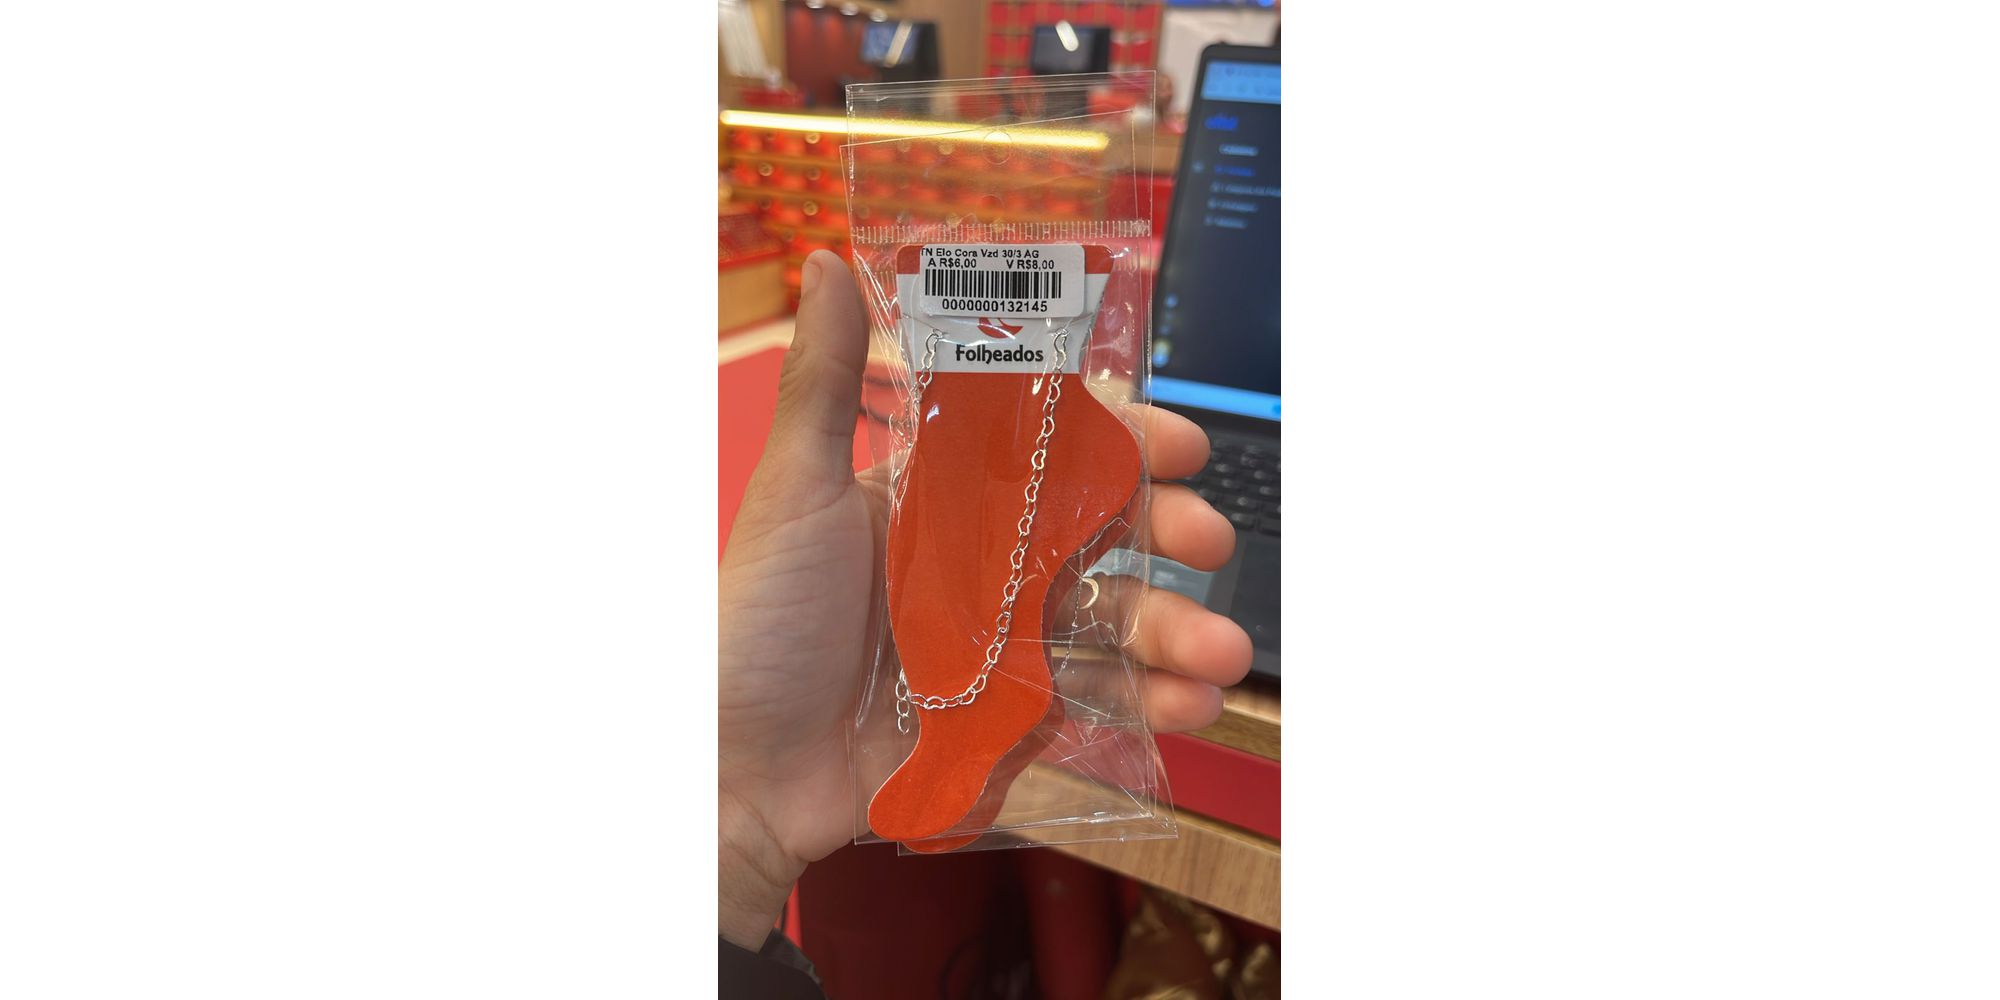 TN Elo Cora Vzd 30/3 AG
A R$6,00 V R$8,00
0000000132145
Folheados